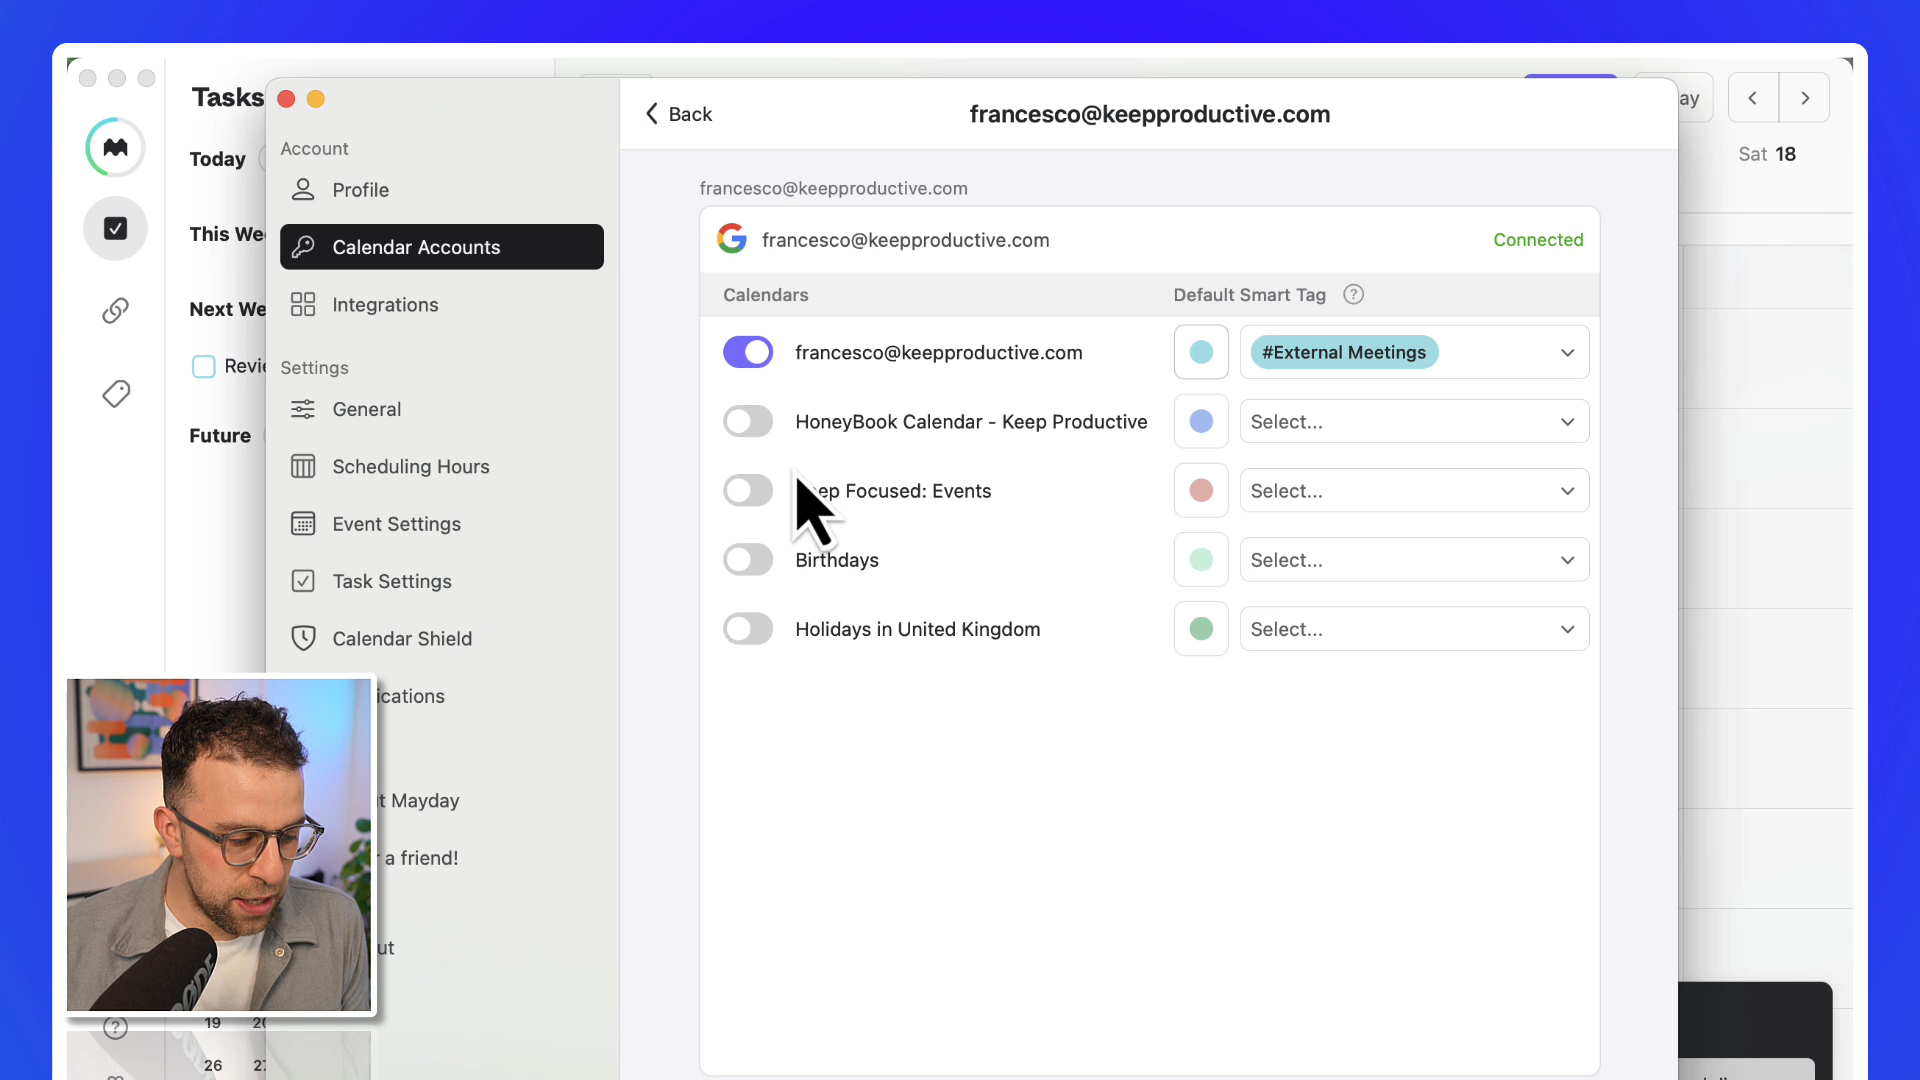 Tasks
Today
This We
Next We
Revie
Future
Account
Profile
Calendar Accounts
Integrations
Settings
General
Scheduling Hours
Event Settings
Task Settings
Calendar Shield
ications
t Mayday
a friend!
ut
Back
francesco@keepproductive.com
francesco@keepproductive.com
francesco@keepproductive.com
Connected
Calendars
Default Smart Tag
?
francesco@keepproductive.com
#External Meetings
HoneyBook Calendar - Keep Productive
Select...
ep Focused: Events
Select...
Birthdays
Select...
Holidays in United Kingdom
Select...
ay
Sat 18
RØDE
?
19
26